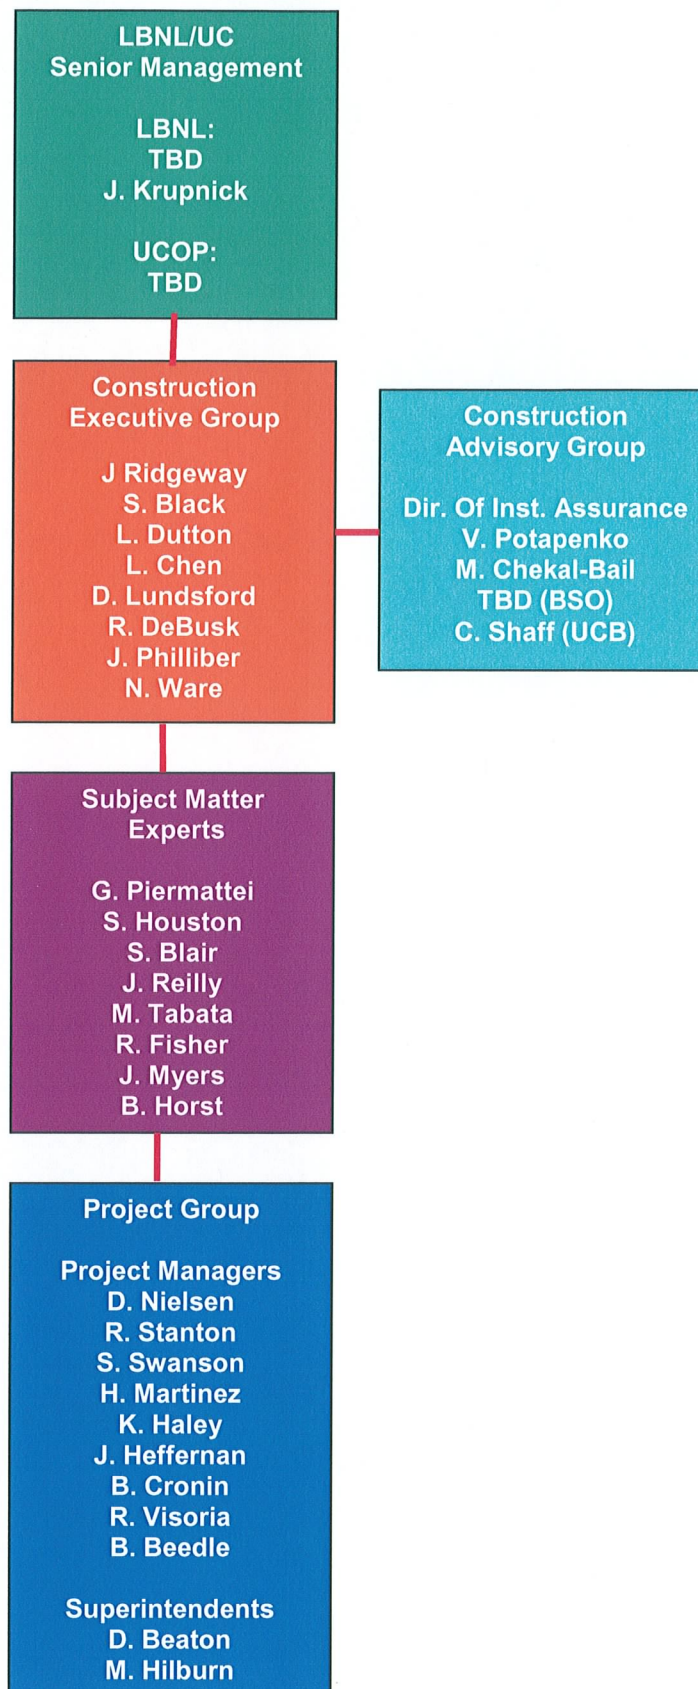 LBNL/UC
Senior Management
LBNL:
TBD
J. Krupnick
UCOP:
TBD
Construction
Executive Group
J Ridgeway
S. Black
L. Dutton
L. Chen
D. Lundsford
R. DeBusk
J. Philliber
N. Ware
Construction
Advisory Group
Dir. Of Inst. Assurance
V. Potapenko
M. Chekal-Bail
TBD (BSO)
C. Shaff (UCB)
Subject Matter
Experts
G. Piermattei
S. Houston
S. Blair
J. Reilly
M. Tabata
R. Fisher
J. Myers
B. Horst
Project Group
Project Managers
D. Nielsen
R. Stanton
S. Swanson
H. Martinez
K. Haley
J. Heffernan
B. Cronin
R. Visoria
B. Beedle
Superintendents
D. Beaton
M. Hilburn